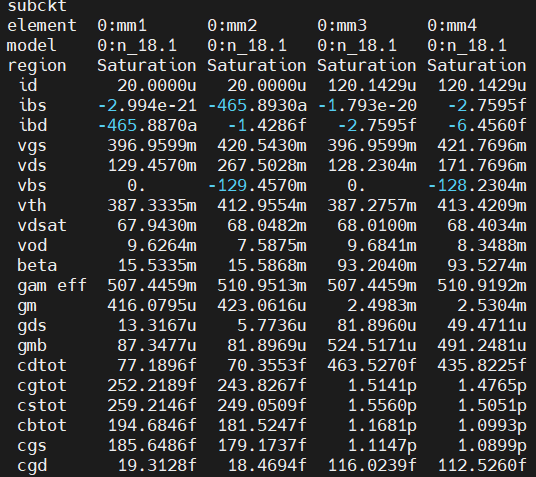 subckt
element  0:mm1      0:mm2      0:mm3      0:mm4
model    0:n_18.1   0:n_18.1   0:n_18.1   0:n_18.1
region   Saturation Saturation Saturation Saturation
id       20.0000u   20.0000u  120.1429u  120.1429u
ibs     -2.994e-21 -465.8930a -1.793e-20   -2.7595f
ibd     -465.8870a   -1.4286f   -2.7595f   -6.4560f
vgs      396.9599m  420.5430m  396.9599m  421.7696m
vds      129.4570m  267.5028m  128.2304m  171.7696m
vbs        0.      -129.4570m    0.      -128.2304m
vth      387.3335m  412.9554m  387.2757m  413.4209m
vdsat     67.9430m   68.0482m   68.0100m   68.4034m
vod        9.6264m    7.5875m    9.6841m    8.3488m
beta      15.5335m   15.5868m   93.2040m   93.5274m
gam eff  507.4459m  510.9513m  507.4459m  510.9192m
gm       416.0795u  423.0616u    2.4983m    2.5304m
gds       13.3167u    5.7736u   81.8960u   49.4711u
gmb       87.3477u   81.8969u  524.5171u  491.2481u
cdtot     77.1896f   70.3553f  463.5270f  435.8225f
cgtot    252.2189f  243.8267f    1.5141p    1.4765p
cstot    259.2146f  249.0509f    1.5560p    1.5051p
cbtot    194.6846f  181.5247f    1.1681p    1.0993p
cgs      185.6486f  179.1737f    1.1147p    1.0899p
cgd       19.3128f   18.4694f  116.0239f  112.5260f